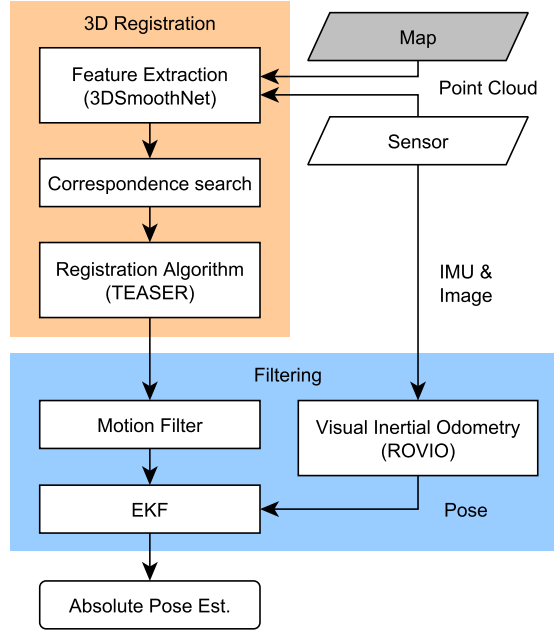 3D Registration
Map
Feature Extraction
(3DSmoothNet)
Point Cloud
Sensor
Correspondence search
Registration Algorithm
(TEASER)
IMU &
Image
Filtering
Motion Filter
Visual Inertial Odometry
(ROVIO)
EKF
Pose
Absolute Pose Est.